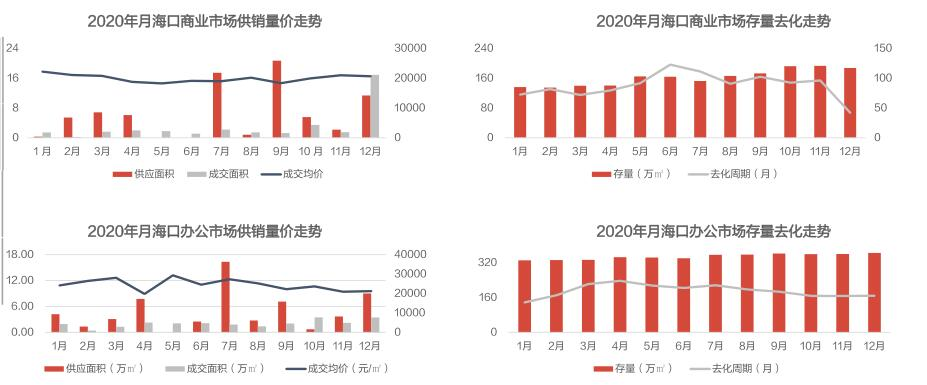 2020年月海口商业市场供销量价走势
24
16
8
0
30000
20000
10000
0
1月 2月 3月 4月 5月 6月 7月 8月 9月 10月 11月 12月
供应面积 成交面积 成交均价
2020年月海口商业市场存量去化走势
240
160
80
0
150
100
50
0
1月 2月 3月 4月 5月 6月 7月 8月 9月 10月 11月 12月
存量（万㎡） 去化周期（月）
2020年月海口办公市场供销量价走势
18.00
12.00
6.00
0.00
40000
30000
20000
10000
0
1月 2月 3月 4月 5月 6月 7月 8月 9月 10月 11月 12月
供应面积（万㎡） 成交面积（万㎡） 成交均价（元/㎡）
2020年月海口办公市场存量去化走势
320
160
0
1月 2月 3月 4月 5月 6月 7月 8月 9月 10月 11月 12月
存量（万㎡） 去化周期（月）